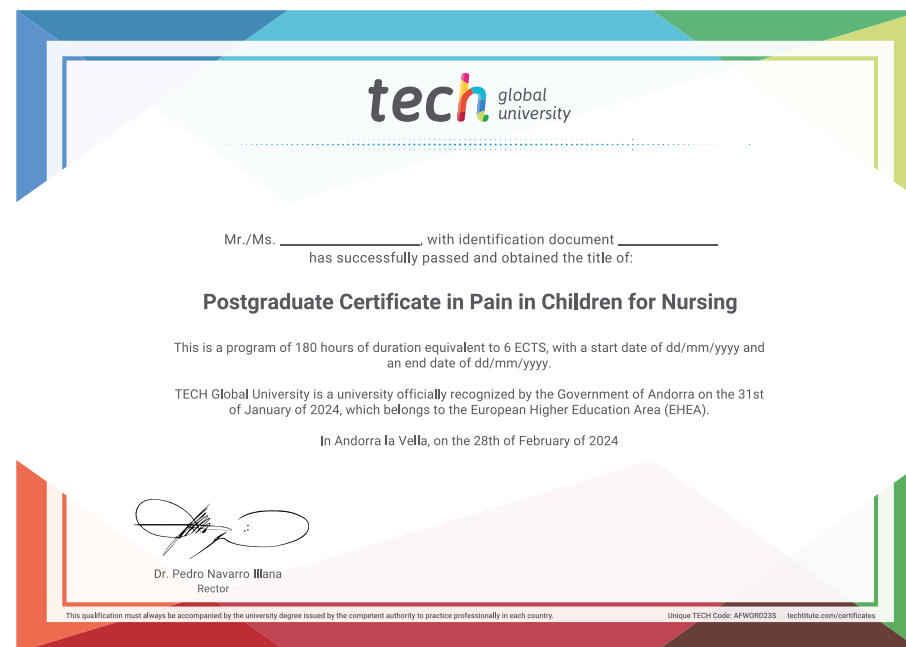 tech global university
Mr./Ms. ____________, with identification document ____________
has successfully passed and obtained the title of:
Postgraduate Certificate in Pain in Children for Nursing
This is a program of 180 hours of duration equivalent to 6 ECTS, with a start date of dd/mm/yyyy and
an end date of dd/mm/yyyy.
TECH Global University is a university officially recognized by the Government of Andorra on the 31st
of January of 2024, which belongs to the European Higher Education Area (EHEA).
In Andorra la Vella, on the 28th of February of 2024
Dr. Pedro Navarro Illana
Rector
This qualification must always be accompanied by the university degree issued by the competent authority to practice professionally in each country.
Unique TECH Code: AFWORD23S techtitute.com/certificates